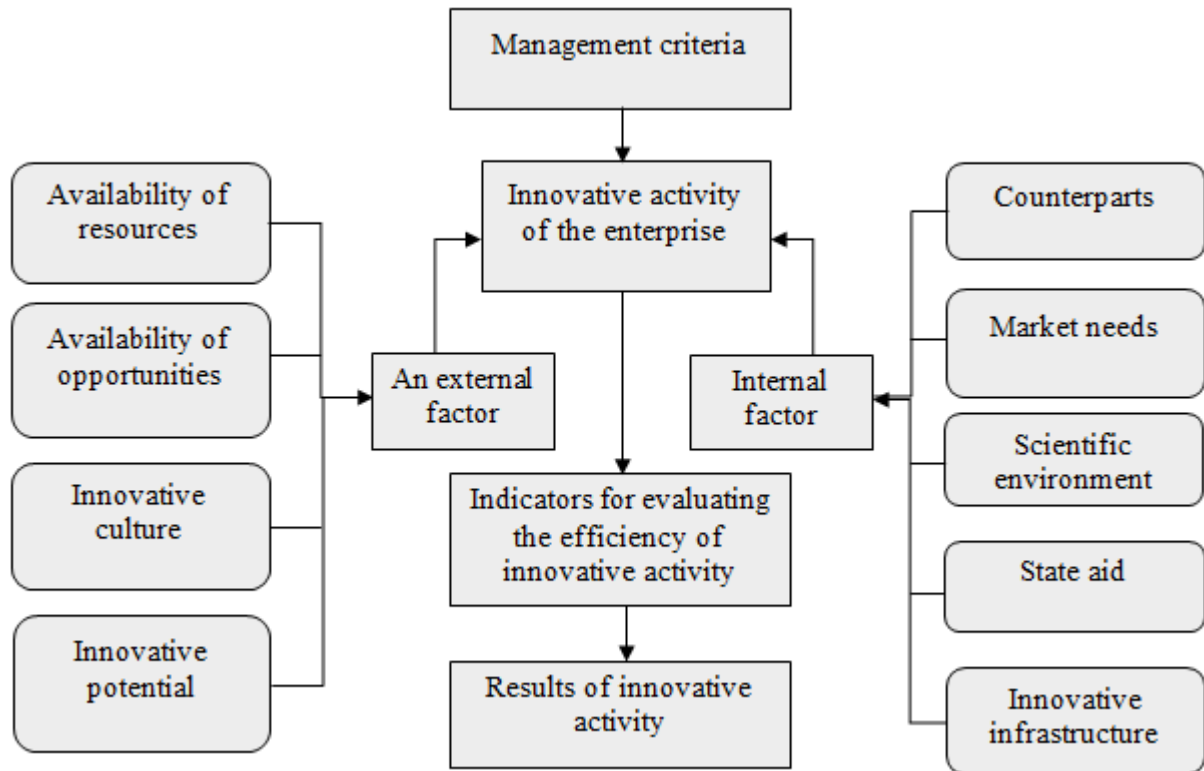 Management criteria
Availability of
resources
Innovative activity
of the enterprise
Counterparts
Availability of
opportunities
An external
factor
Internal
factor
Market needs
Innovative
culture
Indicators for evaluating
the efficiency of
innovative activity
Scientific
environment
State aid
Innovative
potential
Results of innovative
activity
Innovative
infrastructure